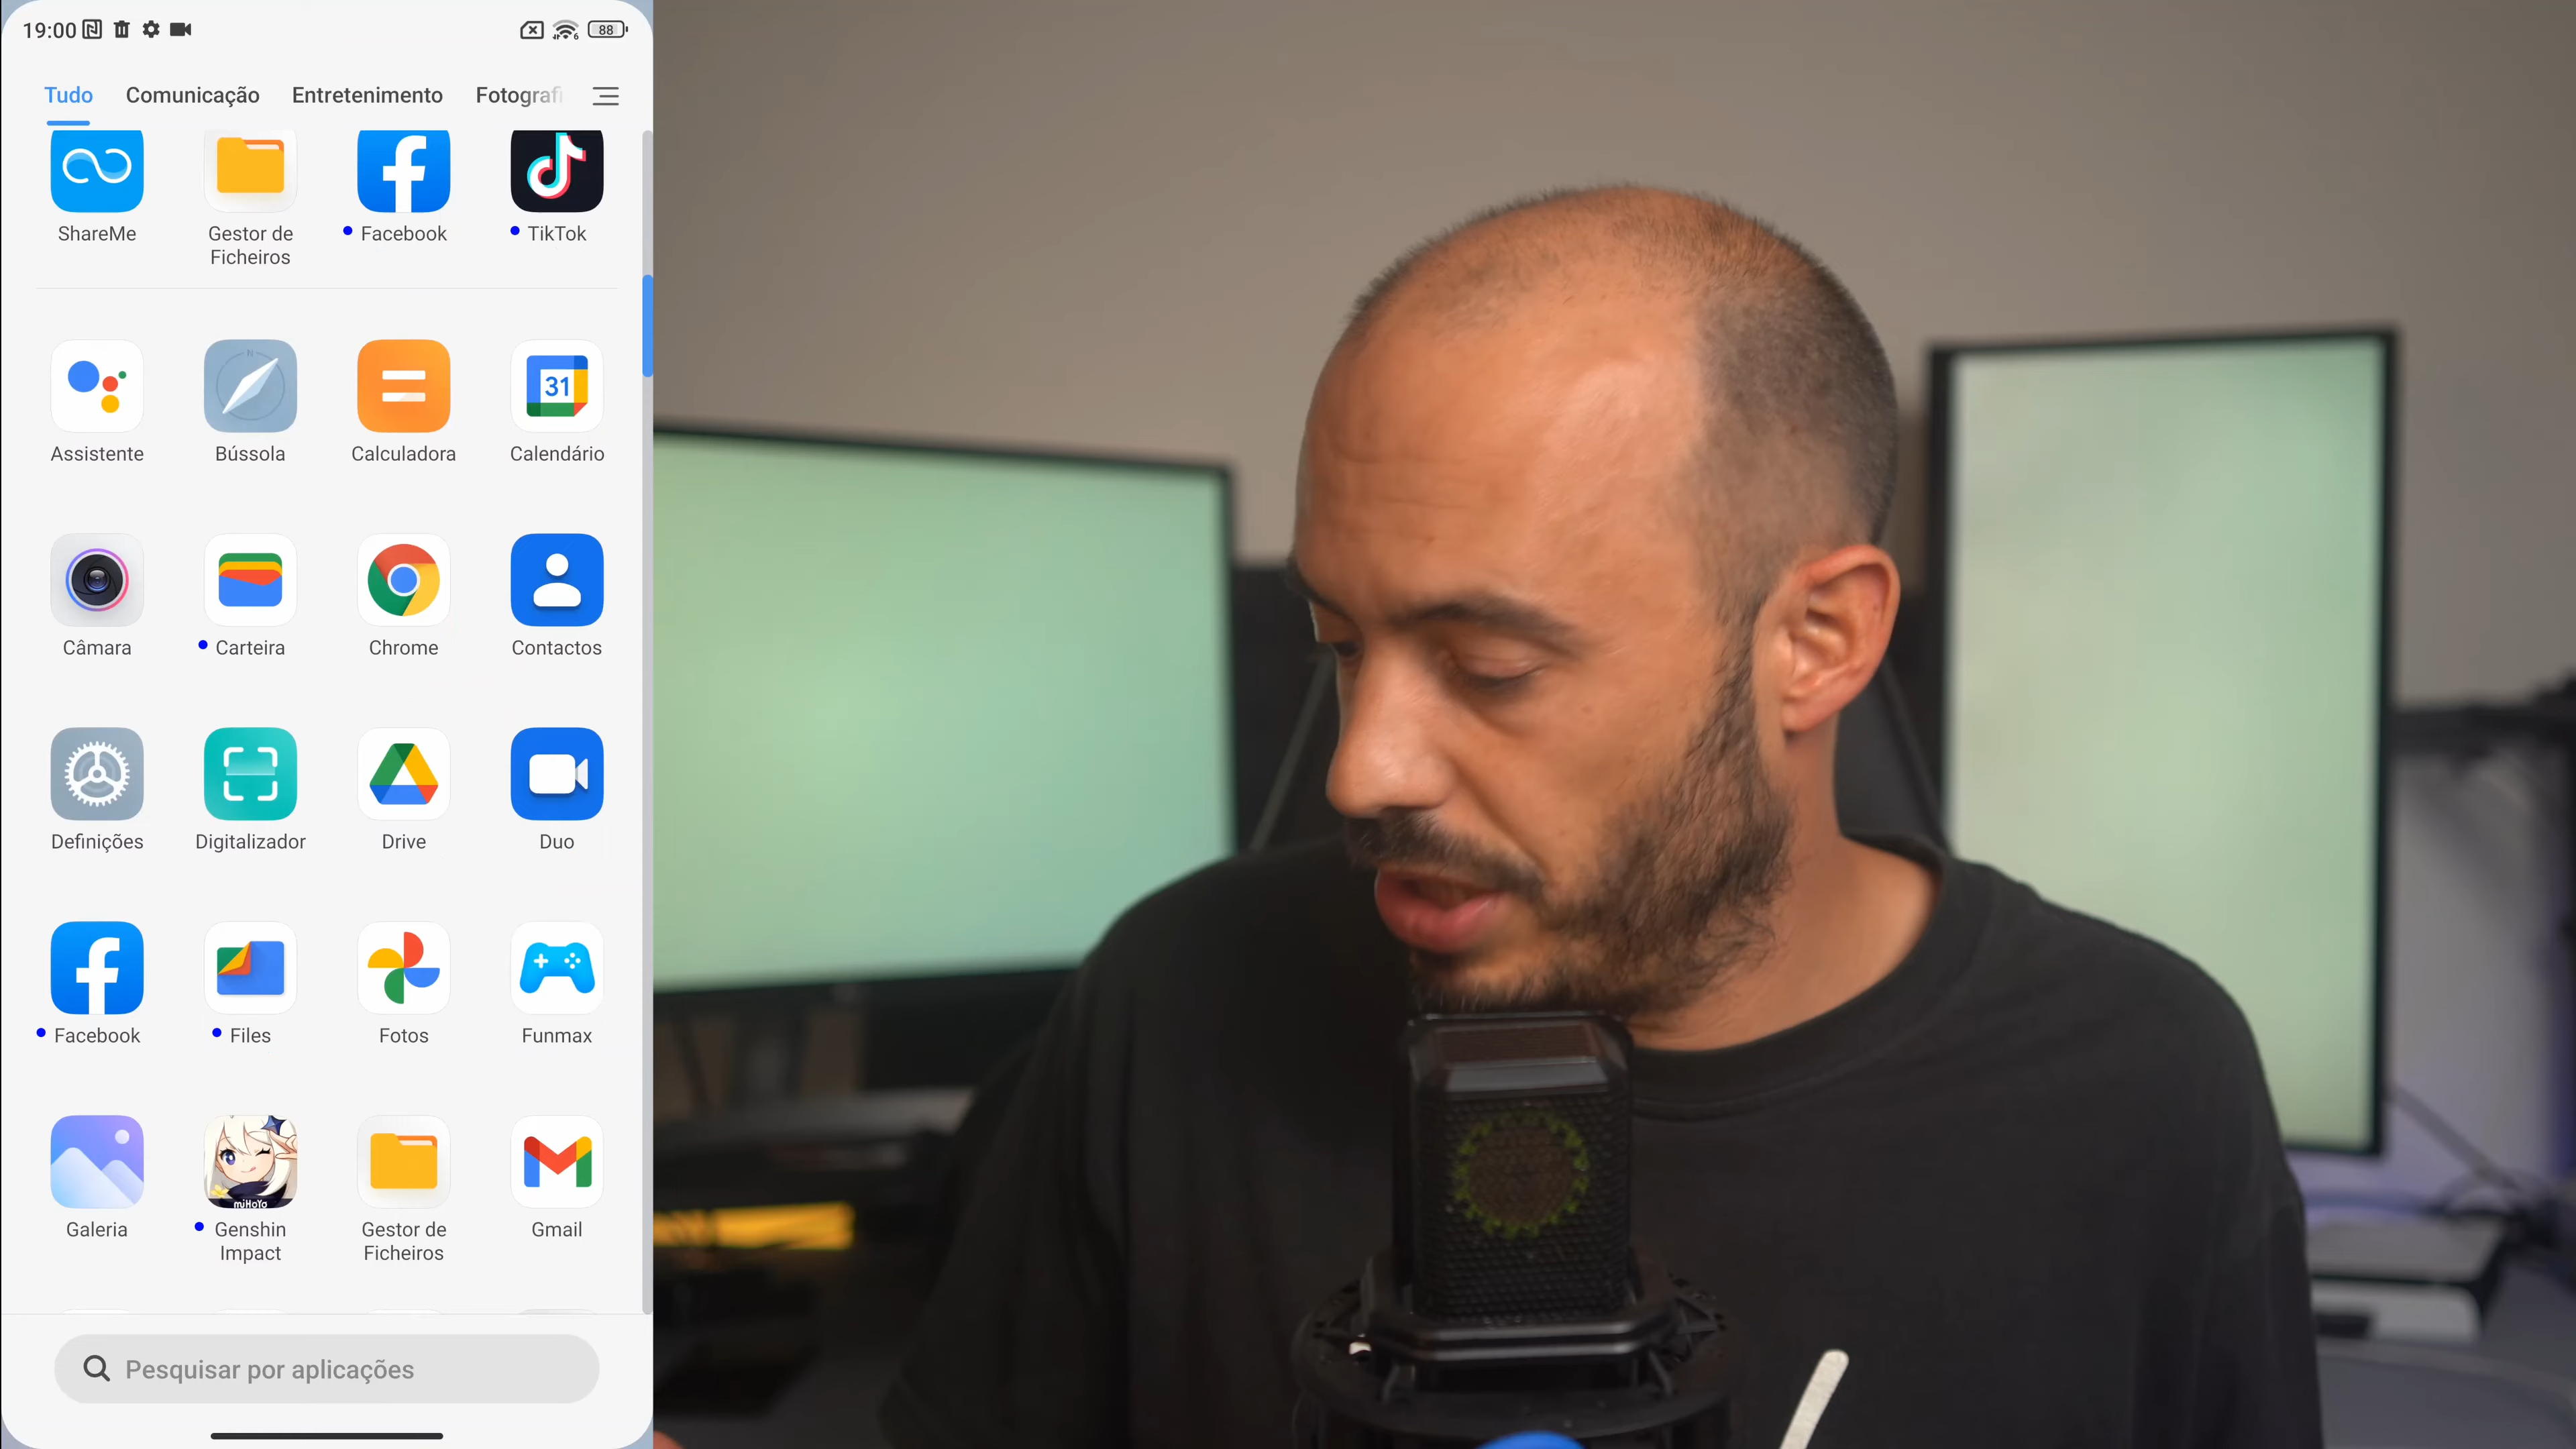 19:00 88
Tudo Comunicação Entretenimento Fotografi
ShareMe Gestor de Ficheiros Facebook TikTok
31
Assistente Bússola Calculadora Calendário
Câmara Carteira Chrome Contactos
Definições Digitalizador Drive Duo
Facebook Files Fotos Funmax
miHoYo
Galeria Genshin Impact Gestor de Ficheiros Gmail
Pesquisar por aplicações